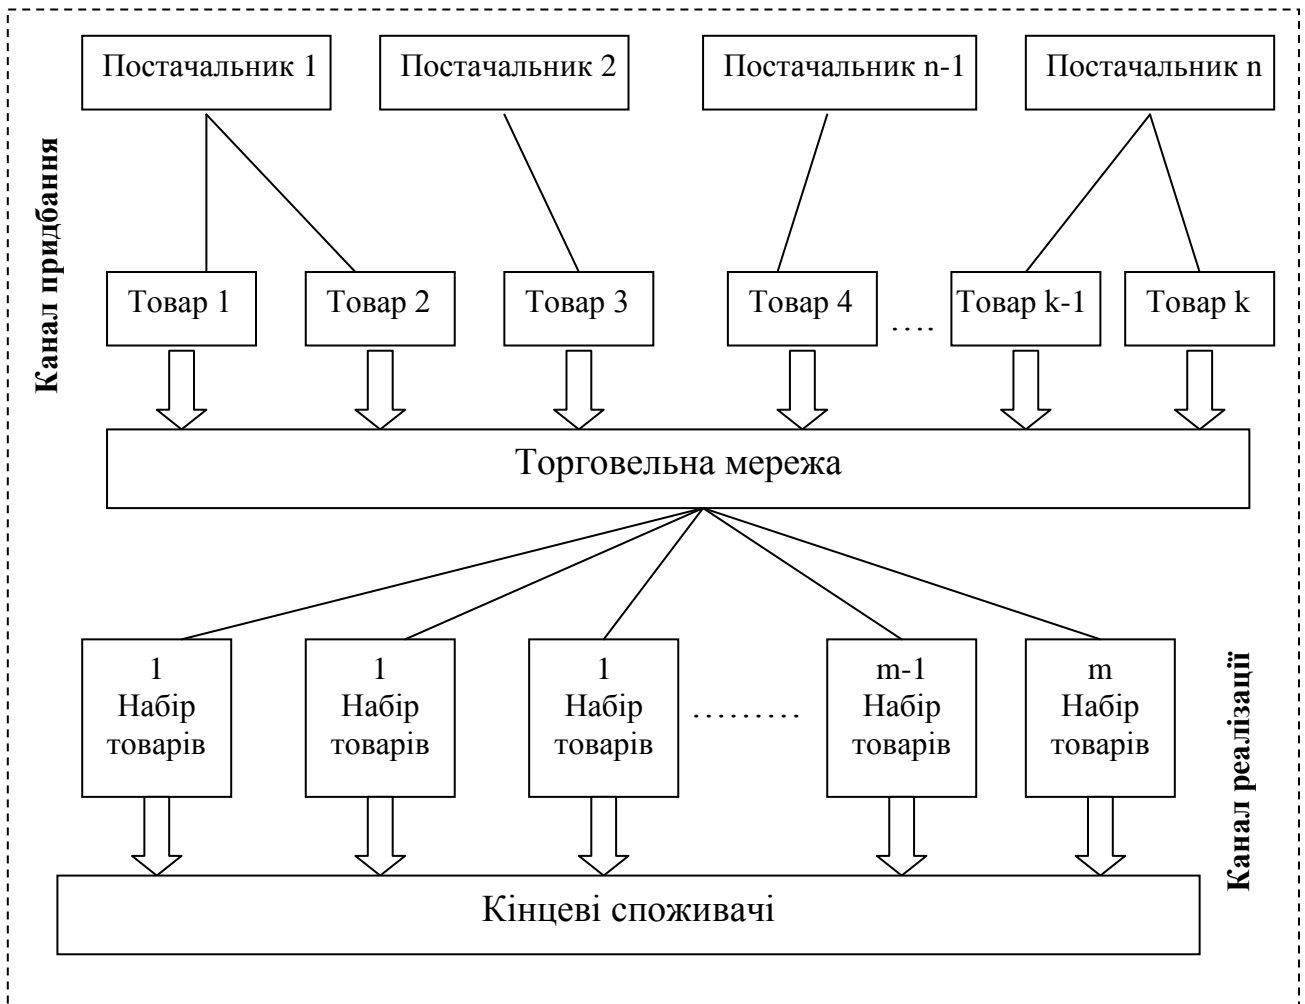 Постачальник 1
Постачальник 2
Постачальник n-1
Постачальник n
Канал придбання
Товар 1
Товар 2
Товар 3
Товар 4
….
Товар k-1
Товар k
Торговельна мережа
1
Набір
товарів
1
Набір
товарів
1
Набір
товарів
………
m-1
Набір
товарів
m
Набір
товарів
Канал реалізації
Кінцеві споживачі